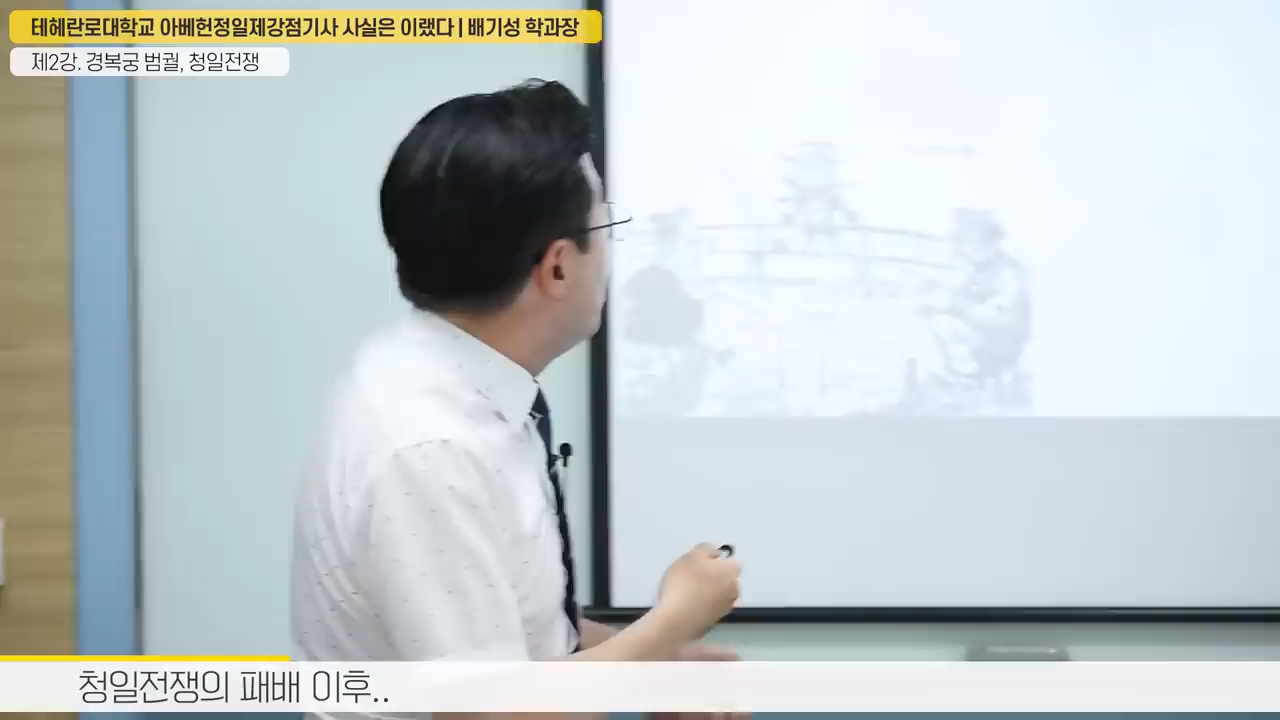 테헤란로대학교 아베헌정일제강점기사 사실은 이랬다 | 배기성 학과장
제2강. 경복궁 범궐, 청일전쟁
청일전쟁의 패배 이후..